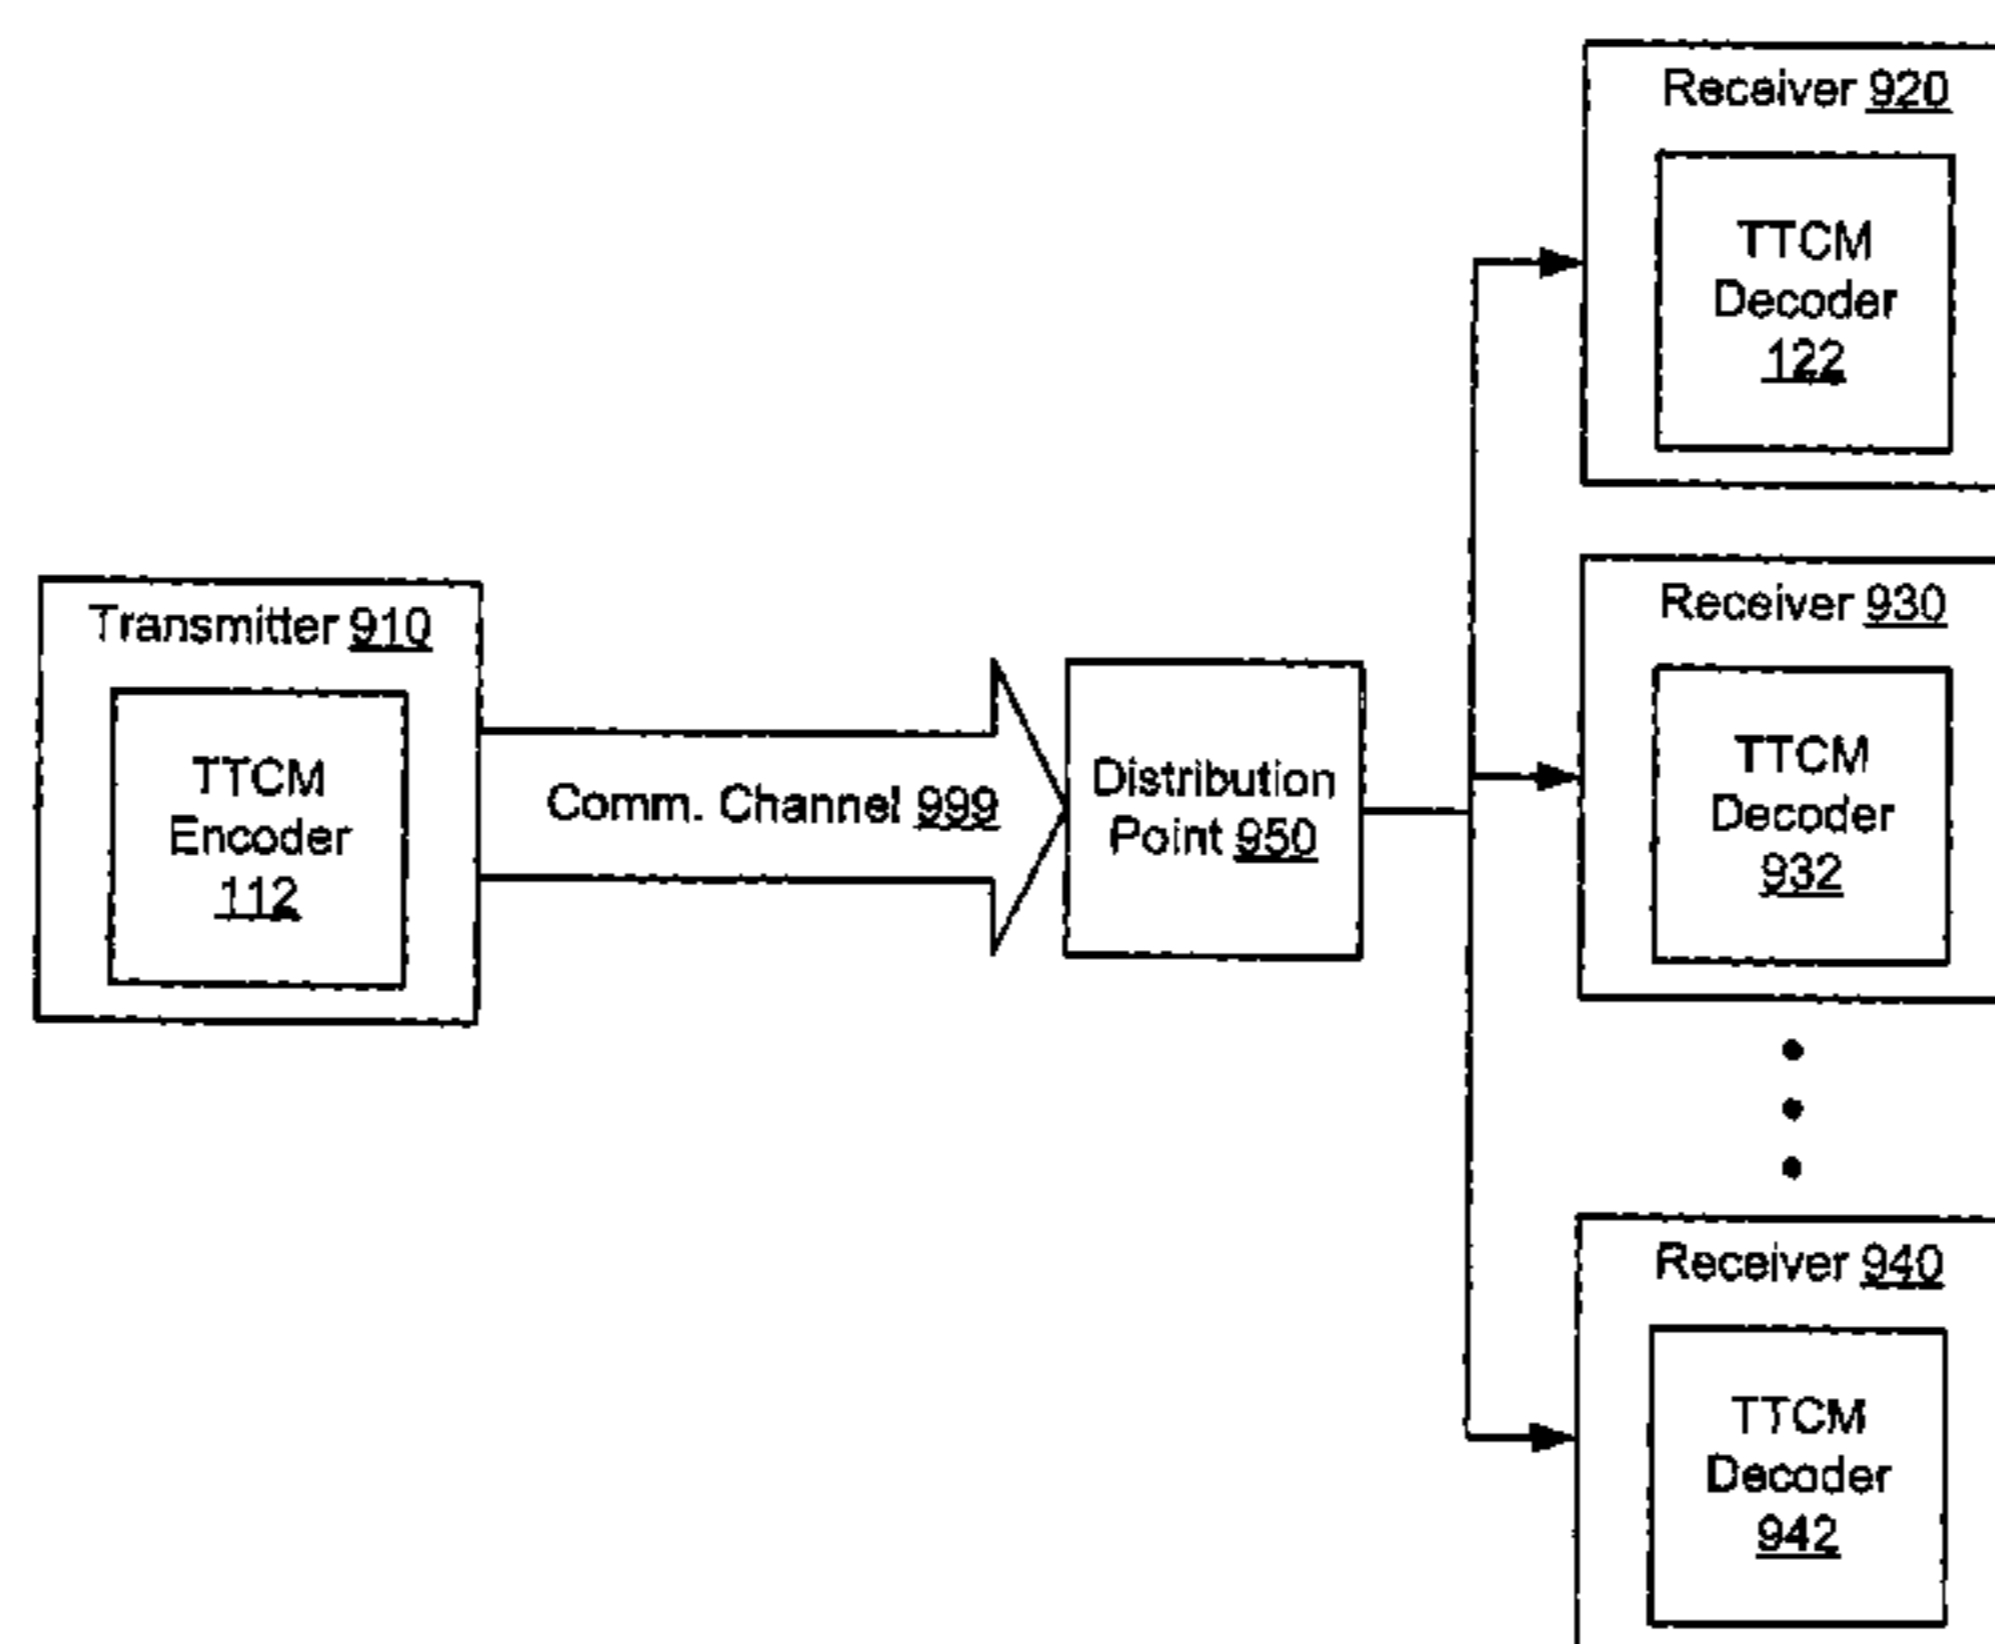 Receiver 920
TTCM
Decoder
122
Receiver 930
TTCM
Decoder
932
Transmitter 910
TTCM
Encoder
112
Comm. Channel 999
Distribution
Point 950
Receiver 940
TTCM
Decoder
942